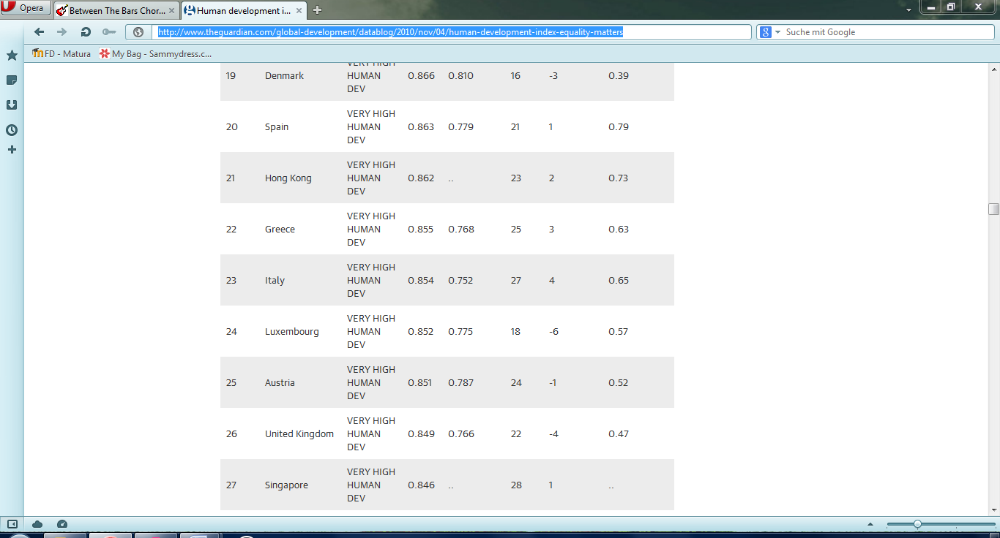 Opera
Between The Bars Chor...
Human development i...
http://www.theguardian.com/global-development/datablog/2010/nov/04/human-development-index-equality-matters
Suche mit Google
FD - Matura
My Bag - Sammydress.c...
19 Denmark VERY HIGH HUMAN DEV 0.866 0.810 16 -3 0.39
20 Spain VERY HIGH HUMAN DEV 0.863 0.779 21 1 0.79
21 Hong Kong VERY HIGH HUMAN DEV 0.862 .. 23 2 0.73
22 Greece VERY HIGH HUMAN DEV 0.855 0.768 25 3 0.63
23 Italy VERY HIGH HUMAN DEV 0.854 0.752 27 4 0.65
24 Luxembourg VERY HIGH HUMAN DEV 0.852 0.775 18 -6 0.57
25 Austria VERY HIGH HUMAN DEV 0.851 0.787 24 -1 0.52
26 United Kingdom VERY HIGH HUMAN DEV 0.849 0.766 22 -4 0.47
27 Singapore VERY HIGH HUMAN DEV 0.846 .. 28 1 ..